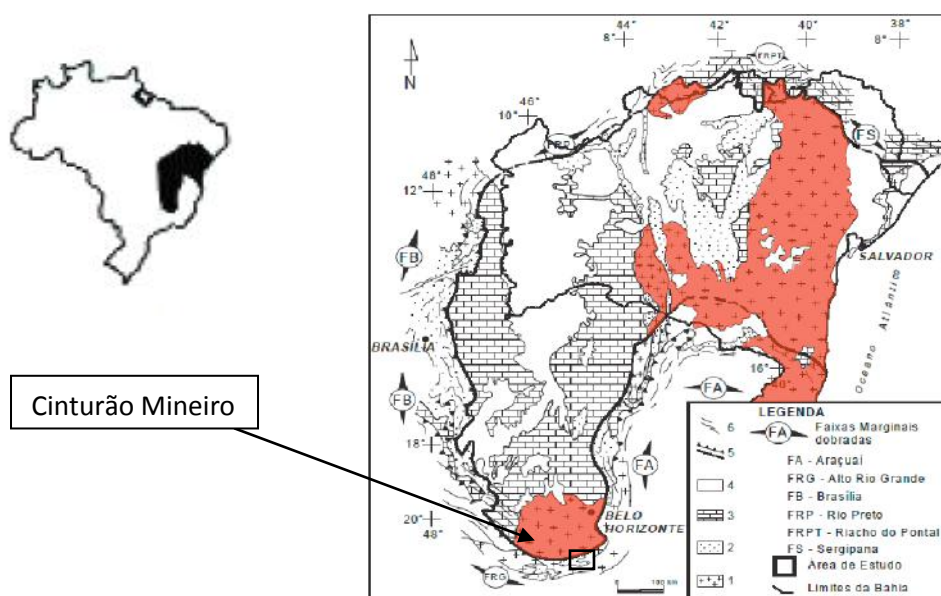 44°
42°
38°
8°
8°
FRPT
N
46°
10°
FRP
FS
48°
12°
SALVADOR
FB
Oceano Atlântico
BRASÍLIA
16°
40°
Cinturão Mineiro
FA
FB
LEGENDA
6
FA
Faixas Marginais
dobradas
5
18°
FA
FA - Araçuaí
FRG - Alto Rio Grande
4
FB - Brasília
20°
48°
BELO
HORIZONTE
3
FRP - Rio Preto
FRPT - Riacho do Pontal
2
FS - Sergipana
Área de Estudo
FRG
0 100 km
1
Limites da Bahia